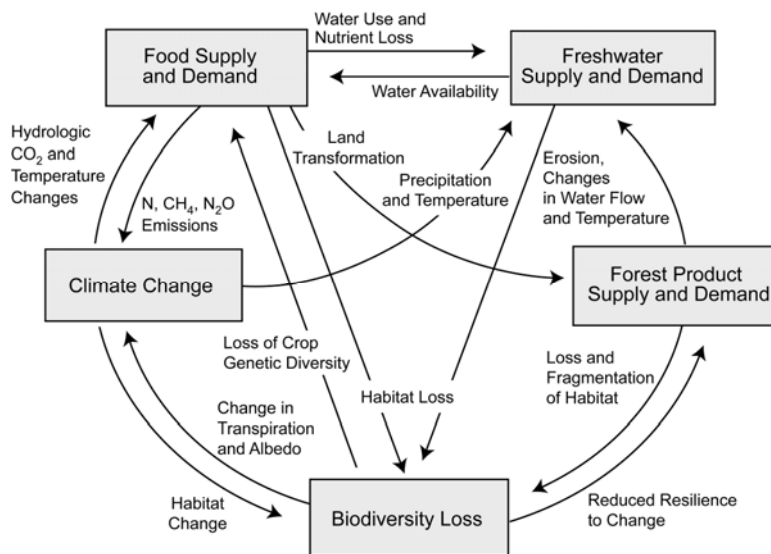 Water Use and
Nutrient Loss
Food Supply
and Demand
Freshwater
Supply and Demand
Water Availability
Hydrologic
CO₂ and
Temperature
Changes
Land
Transformation
Erosion,
Changes
in Water Flow
and Temperature
Precipitation
and Temperature
N, CH₄, N₂O
Emissions
Climate Change
Forest Product
Supply and Demand
Loss of Crop
Genetic Diversity
Loss and
Fragmentation
of Habitat
Habitat Loss
Change in
Transpiration
and Albedo
Habitat
Change
Biodiversity Loss
Reduced Resilience
to Change